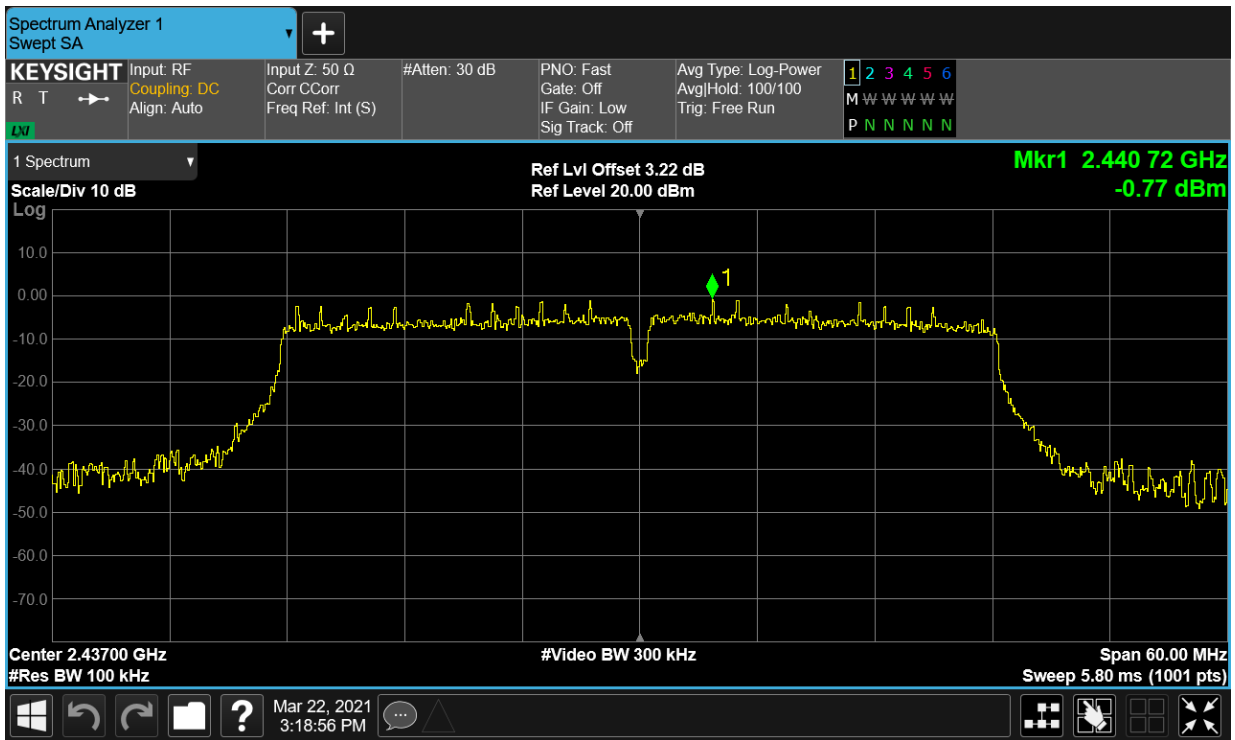 Spectrum Analyzer 1
Swept SA
KEYSIGHT
R T
LXI
Input: RF
Coupling: DC
Align: Auto
Input Z: 50 Ω
Corr CCorr
Freq Ref: Int (S)
#Atten: 30 dB
PNO: Fast
Gate: Off
IF Gain: Low
Sig Track: Off
Avg Type: Log-Power
Avg|Hold: 100/100
Trig: Free Run
1 2 3 4 5 6
M W W W W W
P N N N N N
1 Spectrum
Scale/Div 10 dB
Log
Ref Lvl Offset 3.22 dB
Ref Level 20.00 dBm
Mkr1 2.440 72 GHz
-0.77 dBm
1
10.0
0.00
-10.0
-20.0
-30.0
-40.0
-50.0
-60.0
-70.0
Center 2.43700 GHz
#Res BW 100 kHz
#Video BW 300 kHz
Span 60.00 MHz
Sweep 5.80 ms (1001 pts)
?
Mar 22, 2021
3:18:56 PM